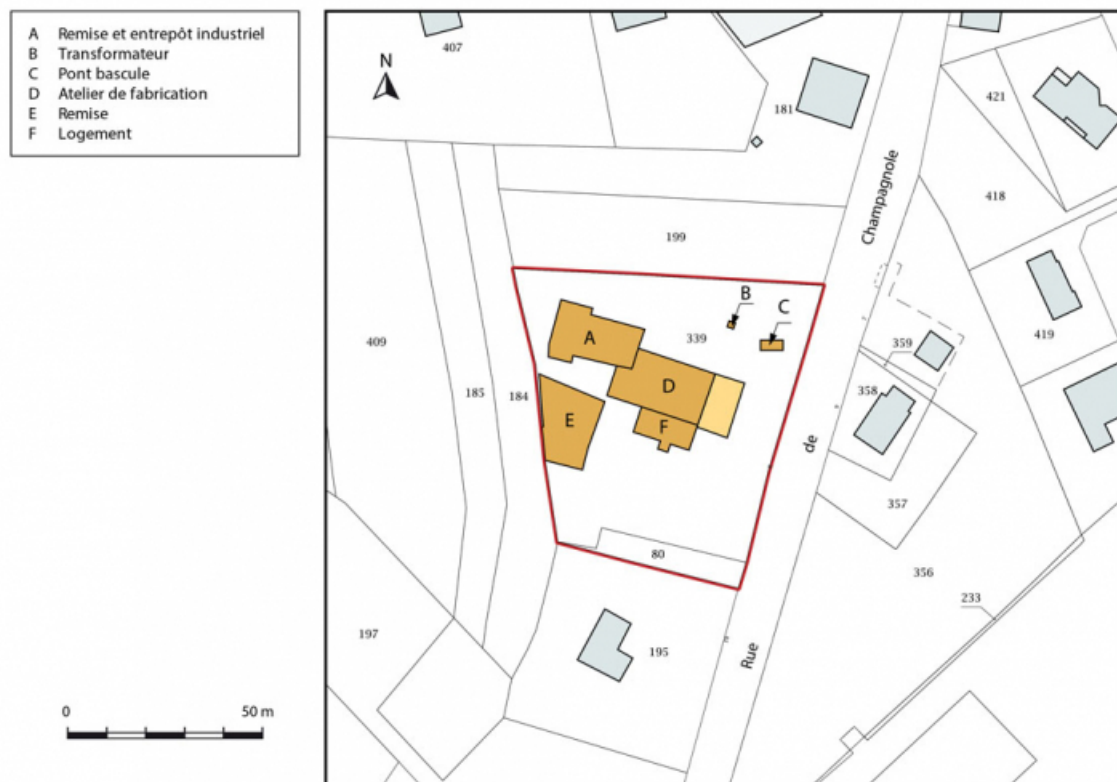 A Remise et entrepôt industriel
B Transformateur
C Pont bascule
D Atelier de fabrication
E Remise
F Logement
N
407
181
421
418
Champagnole
199
B
C
339
A
409
185
184
D
E
F
359
358
419
de
357
80
356
233
197
195
Rue
0 50 m